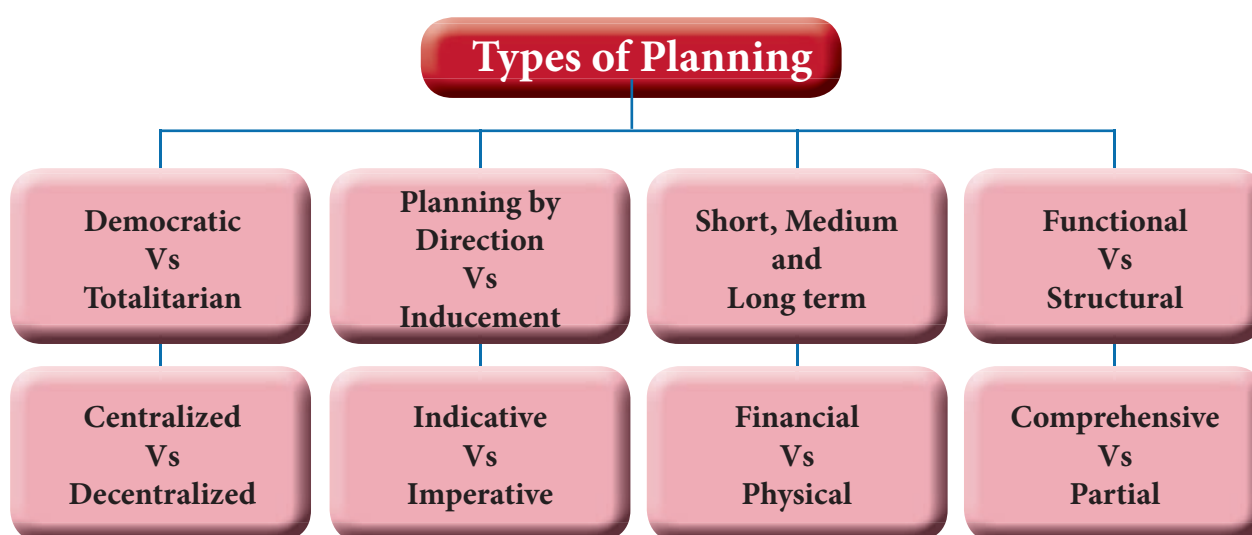 Types of Planning
Democratic
Vs
Totalitarian
Planning by
Direction
Vs
Inducement
Short, Medium
and
Long term
Functional
Vs
Structural
Centralized
Vs
Decentralized
Indicative
Vs
Imperative
Financial
Vs
Physical
Comprehensive
Vs
Partial